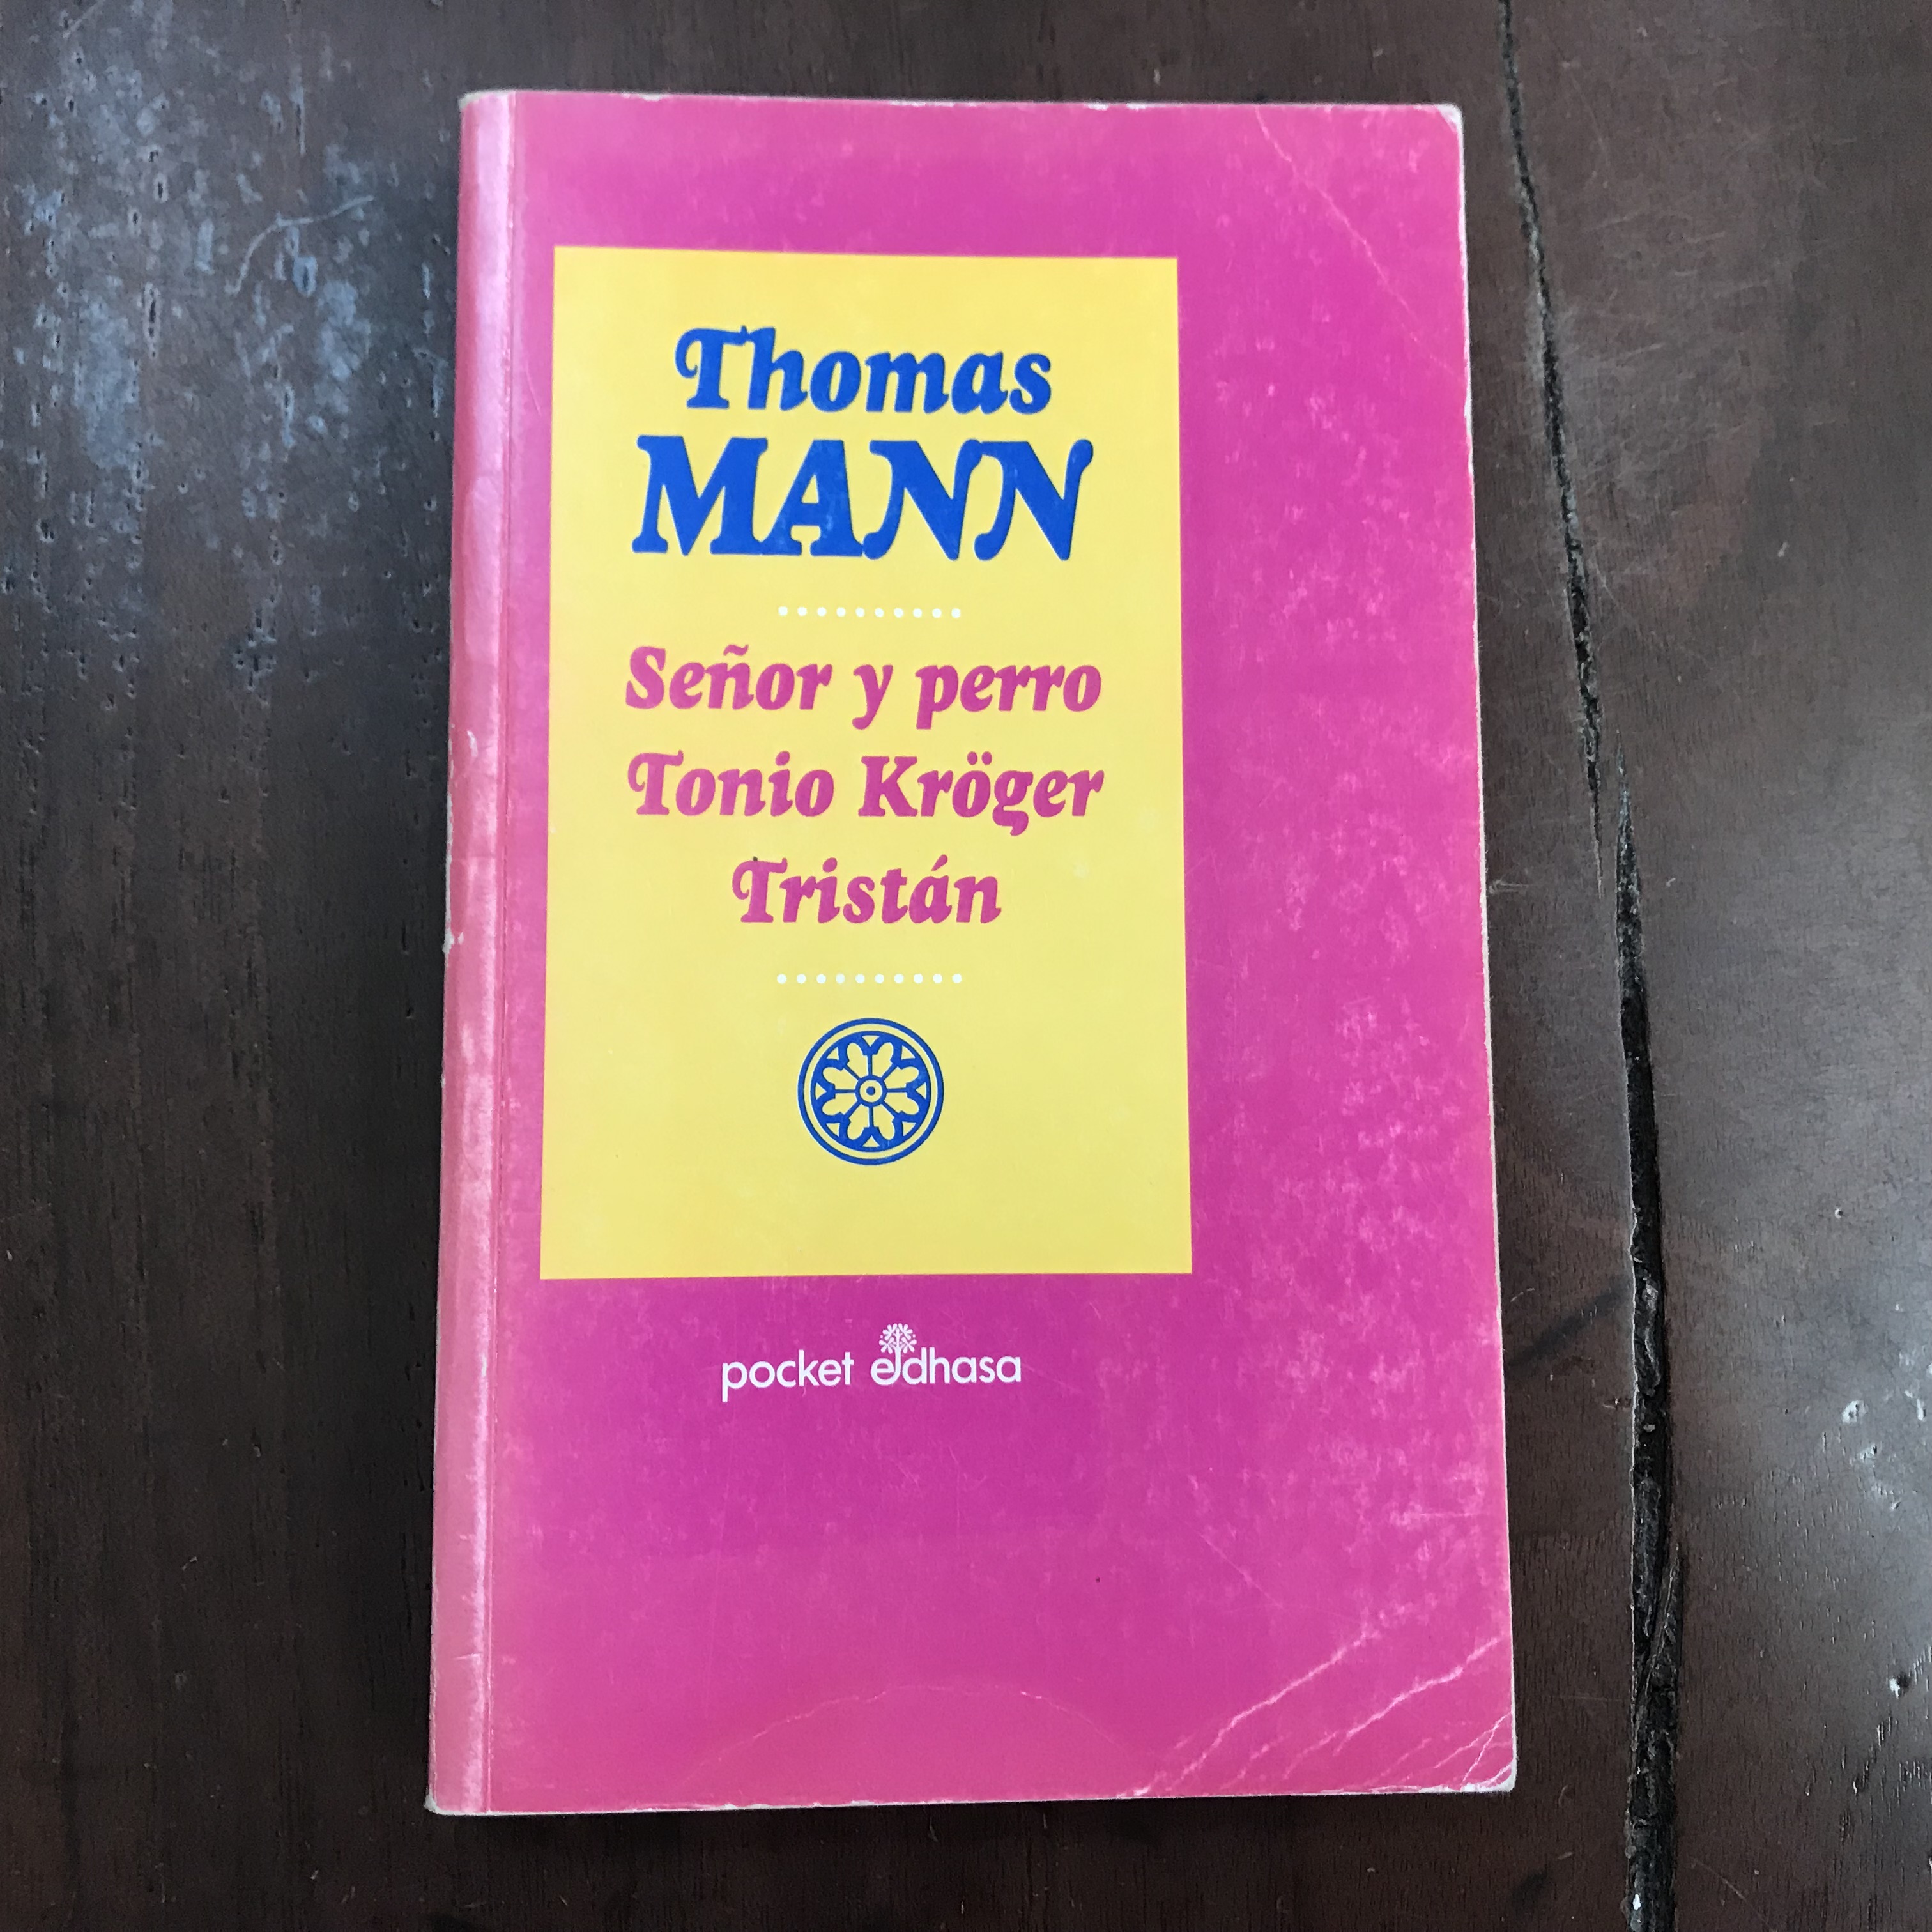 Thomas
MANN
Señor y perro
Tonio Kröger
Tristán
pocket edhasa